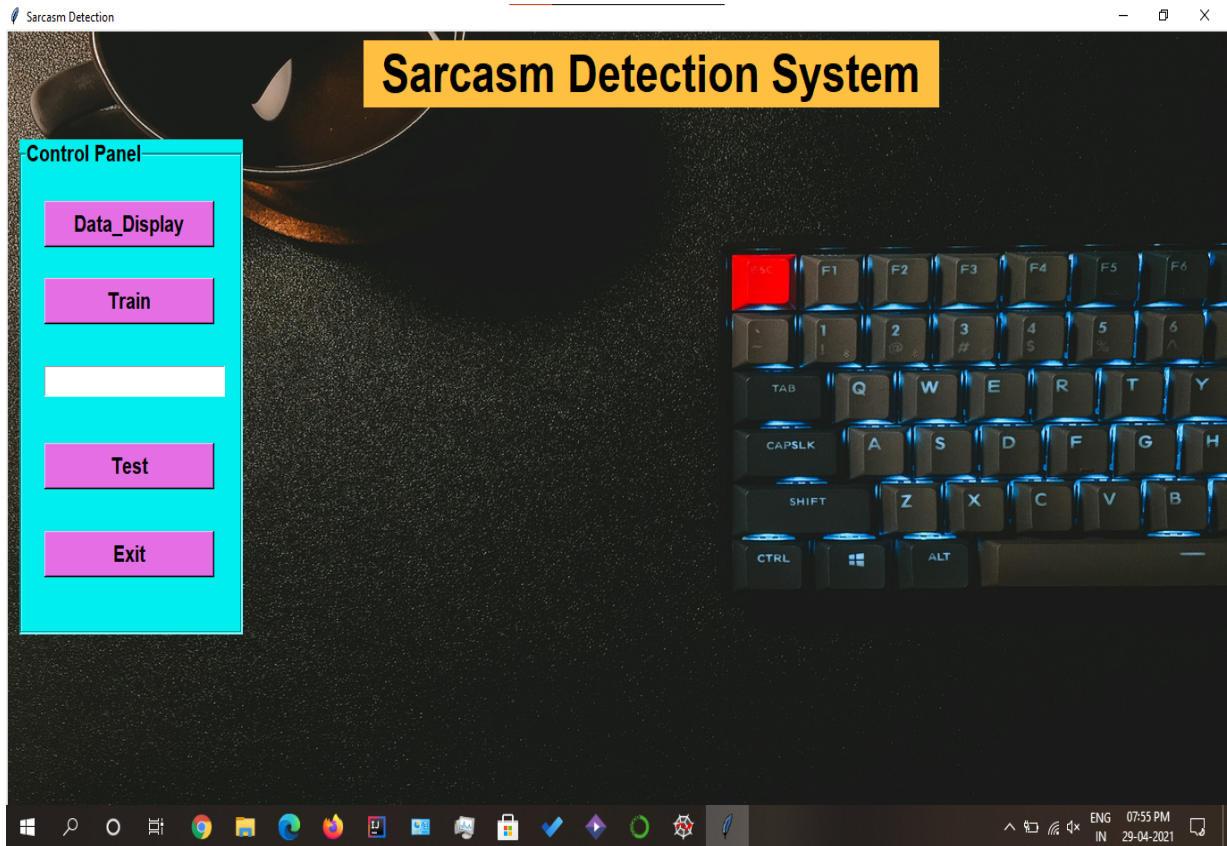 Sarcasm Detection
Sarcasm Detection System
Control Panel
Data_Display
Train
Test
Exit
ESC F1 F2 F3 F4 F5 F6
` ~ 1 ! 2 @ 3 # 4 $ 5 % 6 ^
TAB Q W E R T Y
CAPSLK A S D F G H
SHIFT Z X C V B
CTRL ALT
ENG 07:55 PM
IN 29-04-2021